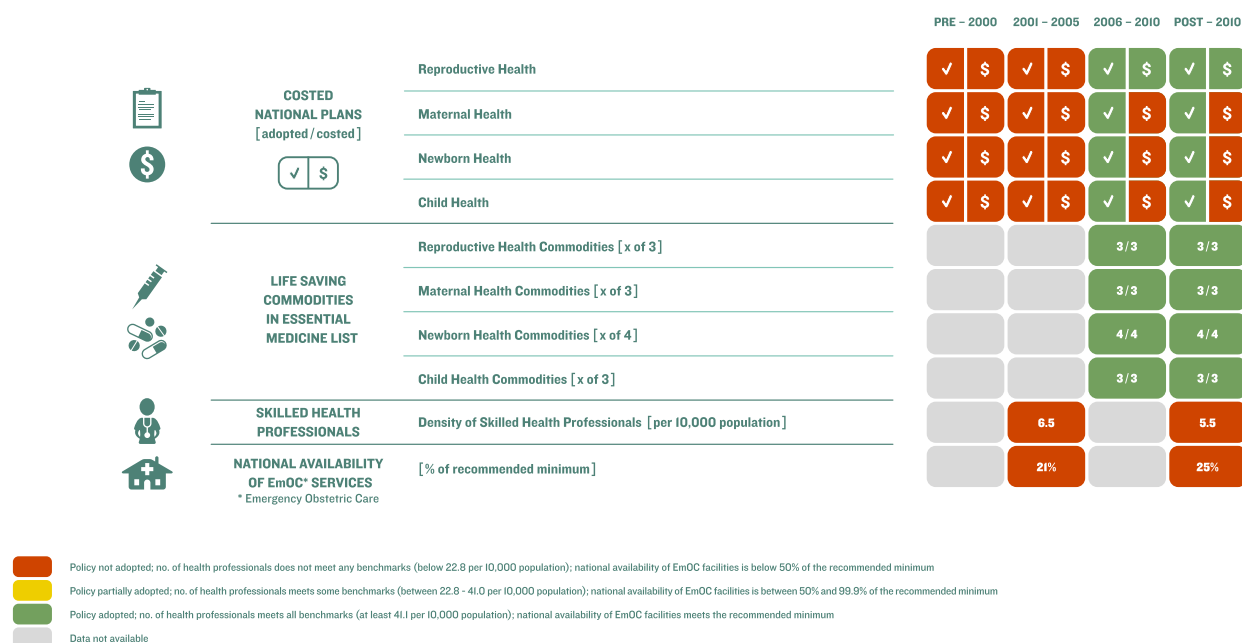 PRE – 2000 2001 – 2005 2006 – 2010 POST – 2010
COSTED
NATIONAL PLANS
[adopted / costed]
✓ $
Reproductive Health ✓ $ ✓ $ ✓ $ ✓ $
Maternal Health ✓ $ ✓ $ ✓ $ ✓ $
Newborn Health ✓ $ ✓ $ ✓ $ ✓ $
Child Health ✓ $ ✓ $ ✓ $ ✓ $
LIFE SAVING
COMMODITIES
IN ESSENTIAL
MEDICINE LIST
Reproductive Health Commodities [x of 3] 3 / 3 3 / 3
Maternal Health Commodities [x of 3] 3 / 3 3 / 3
Newborn Health Commodities [x of 4] 4 / 4 4 / 4
Child Health Commodities [x of 3] 3 / 3 3 / 3
SKILLED HEALTH
PROFESSIONALS
Density of Skilled Health Professionals [per 10,000 population] 6.5 5.5
NATIONAL AVAILABILITY
OF EmOC* SERVICES
* Emergency Obstetric Care
[% of recommended minimum] 21% 25%
Policy not adopted; no. of health professionals does not meet any benchmarks (below 22.8 per 10,000 population); national availability of EmOC facilities is below 50% of the recommended minimum
Policy partially adopted; no. of health professionals meets some benchmarks (between 22.8 - 41.0 per 10,000 population); national availability of EmOC facilities is between 50% and 99.9% of the recommended minimum
Policy adopted; no. of health professionals meets all benchmarks (at least 41.1 per 10,000 population); national availability of EmOC facilities meets the recommended minimum
Data not available